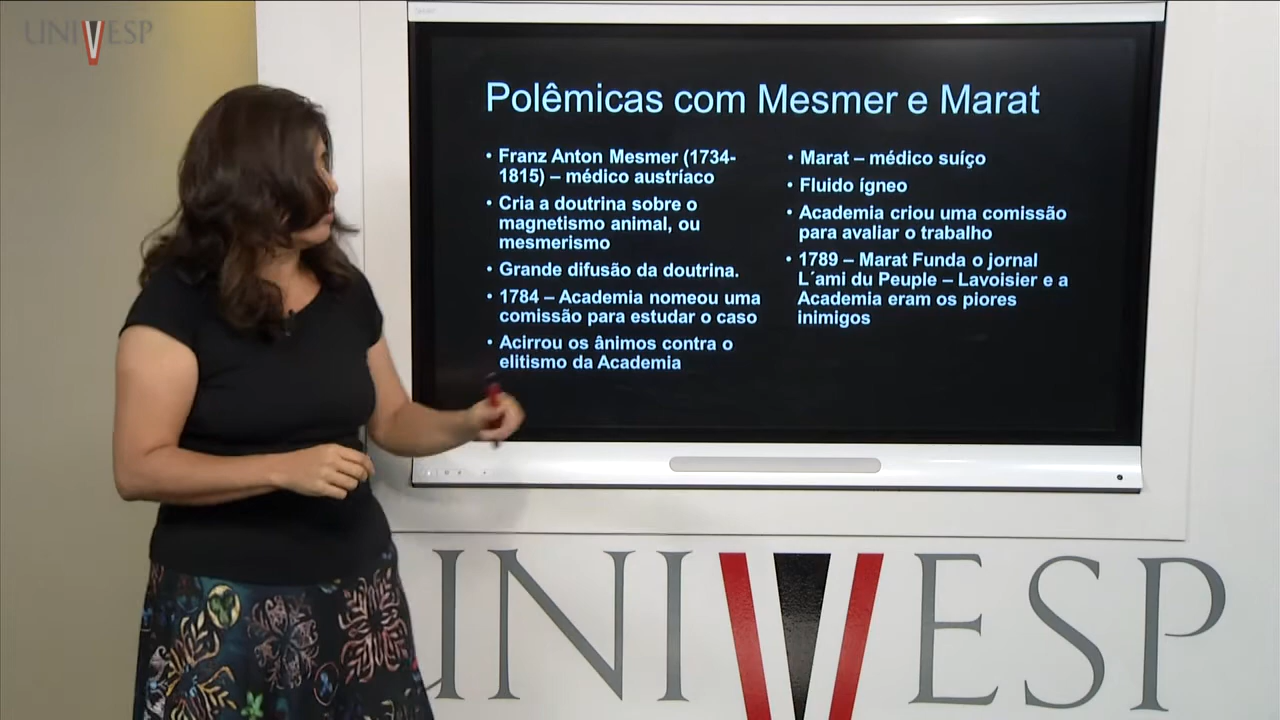 UNIVESP
Polêmicas com Mesmer e Marat
• Franz Anton Mesmer (1734-
1815) – médico austríaco
• Cria a doutrina sobre o
magnetismo animal, ou
mesmerismo
• Grande difusão da doutrina.
• 1784 – Academia nomeou uma
comissão para estudar o caso
• Acirrou os ânimos contra o
elitismo da Academia
• Marat – médico suíço
• Fluido ígneo
• Academia criou uma comissão
para avaliar o trabalho
• 1789 – Marat Funda o jornal
L´ami du Peuple – Lavoisier e a
Academia eram os piores
inimigos
UNIVESP